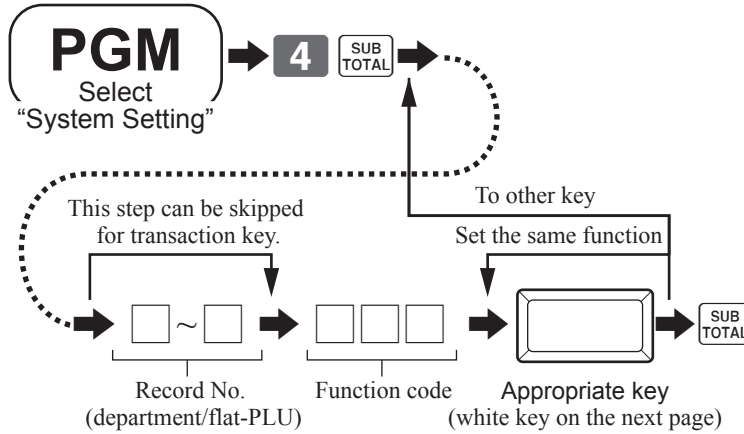 PGM
Select
“System Setting”
4
SUB
TOTAL
To other key
This step can be skipped
for transaction key.
Set the same function
~
SUB
TOTAL
Record No.
(department/flat-PLU)
Function code
Appropriate key
(white key on the next page)